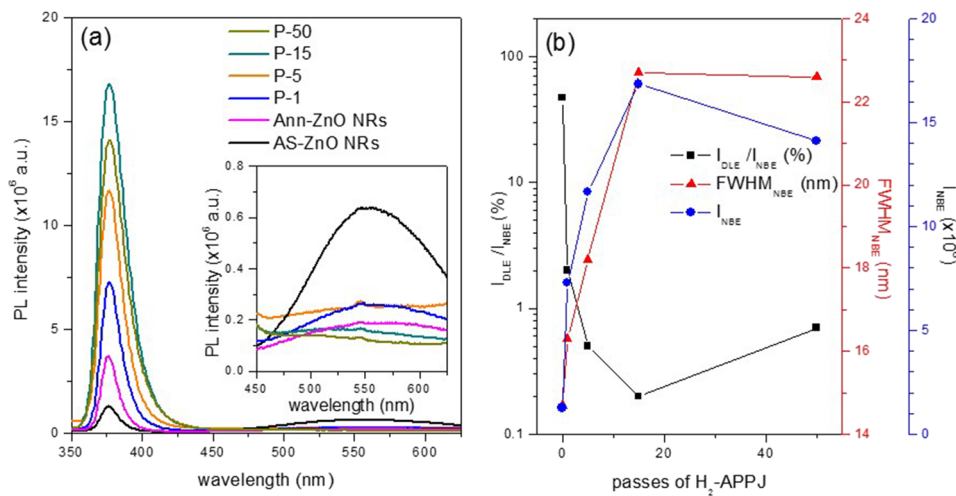 (a)
P-50
P-15
P-5
P-1
Ann-ZnO NRs
AS-ZnO NRs
PL intensity (x10⁶ a.u.)
20
15
10
5
0
350 400 450 500 550 600
wavelength (nm)
PL intensity (x10⁶ a.u.)
0.8
0.6
0.4
0.2
0.0
450 500 550 600
wavelength (nm)
(b)
I_DLE /I_NBE (%)
FWHM_NBE (nm)
I_NBE
I_DLE /I_NBE (%)
100
10
1
0.1
0 20 40
passes of H₂-APPJ
24
22
20
18
16
14
FWHM_NBE (nm)
20
15
10
5
0